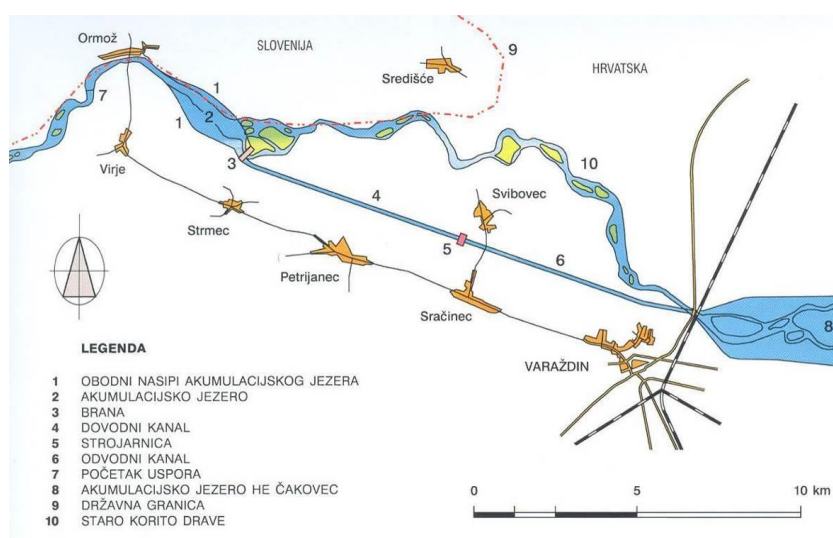 Ormož
SLOVENIJA
9
Središće
HRVATSKA
7
1
1
2
3
10
Virje
4
Svibovec
Strmec
5
6
Petrijanec
Sračinec
8
VARAŽDIN
LEGENDA
1 OBODNI NASIPI AKUMULACIJSKOG JEZERA
2 AKUMULACIJSKO JEZERO
3 BRANA
4 DOVODNI KANAL
5 STROJARNICA
6 ODVODNI KANAL
7 POČETAK USPORA
8 AKUMULACIJSKO JEZERO HE ČAKOVEC
9 DRŽAVNA GRANICA
10 STARO KORITO DRAVE
0 5 10 km